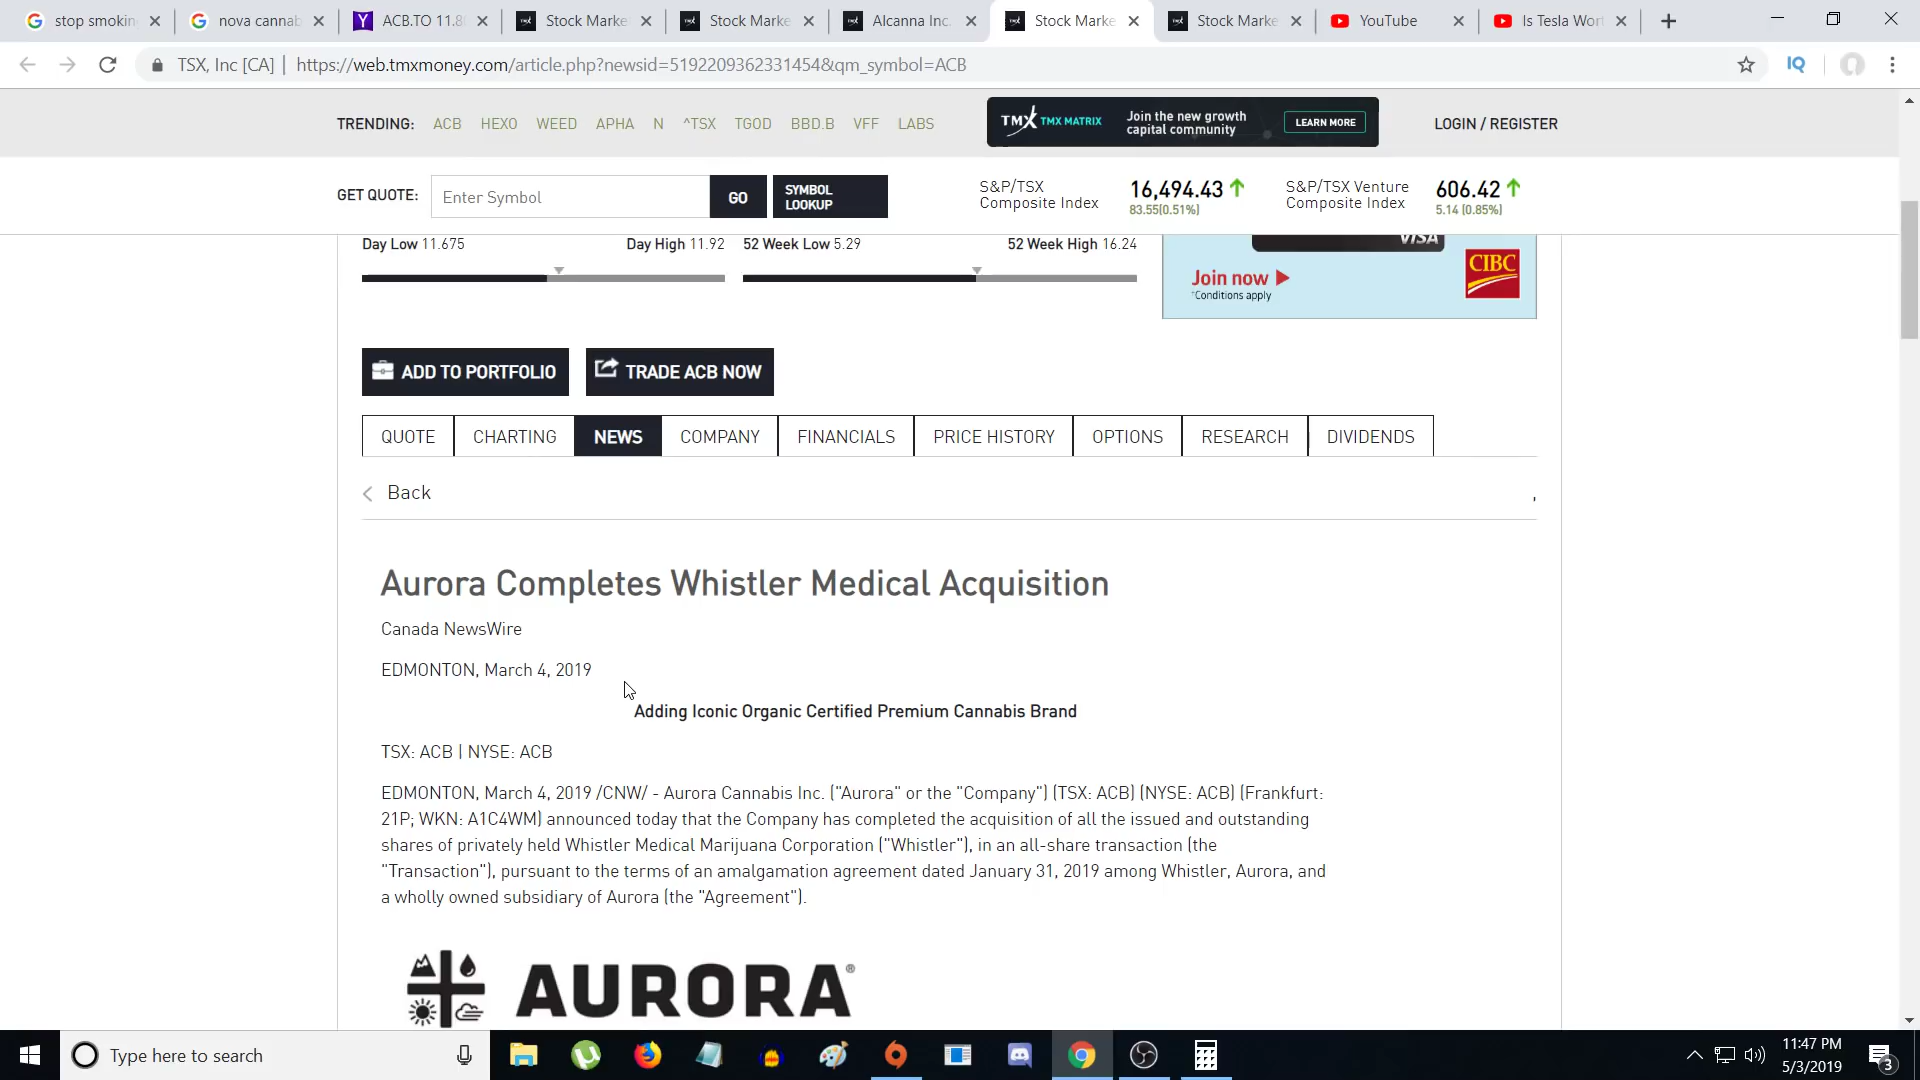 stop smokin
nova cannab
ACB.TO 11.8
Stock Marke
Stock Marke
Alcanna Inc.
Stock Marke
Stock Marke
YouTube
Is Tesla Wor
TSX, Inc [CA] | https://web.tmxmoney.com/article.php?newsid=5192209362331454&qm_symbol=ACB
IQ
TRENDING: ACB HEXO WEED APHA N ^TSX TGOD BBD.B VFF LABS
TMX TMX MATRIX
Join the new growth
capital community
LEARN MORE
LOGIN / REGISTER
GET QUOTE:
Enter Symbol
GO
SYMBOL
LOOKUP
S&P/TSX
Composite Index
16,494.43
83.55(0.51%)
S&P/TSX Venture
Composite Index
606.42
5.14 (0.85%)
Day Low 11.675
Day High 11.92
52 Week Low 5.29
52 Week High 16.24
VISA
Join now
*Conditions apply
CIBC
ADD TO PORTFOLIO
TRADE ACB NOW
QUOTE CHARTING NEWS COMPANY FINANCIALS PRICE HISTORY OPTIONS RESEARCH DIVIDENDS
Back
,
Aurora Completes Whistler Medical Acquisition
Canada NewsWire
EDMONTON, March 4, 2019
Adding Iconic Organic Certified Premium Cannabis Brand
TSX: ACB | NYSE: ACB
EDMONTON, March 4, 2019 /CNW/ - Aurora Cannabis Inc. ("Aurora" or the "Company") (TSX: ACB) (NYSE: ACB) (Frankfurt:
21P; WKN: A1C4WM) announced today that the Company has completed the acquisition of all the issued and outstanding
shares of privately held Whistler Medical Marijuana Corporation ("Whistler"), in an all-share transaction (the
"Transaction"), pursuant to the terms of an amalgamation agreement dated January 31, 2019 among Whistler, Aurora, and
a wholly owned subsidiary of Aurora (the "Agreement").
AURORA®
Type here to search
11:47 PM
5/3/2019
3